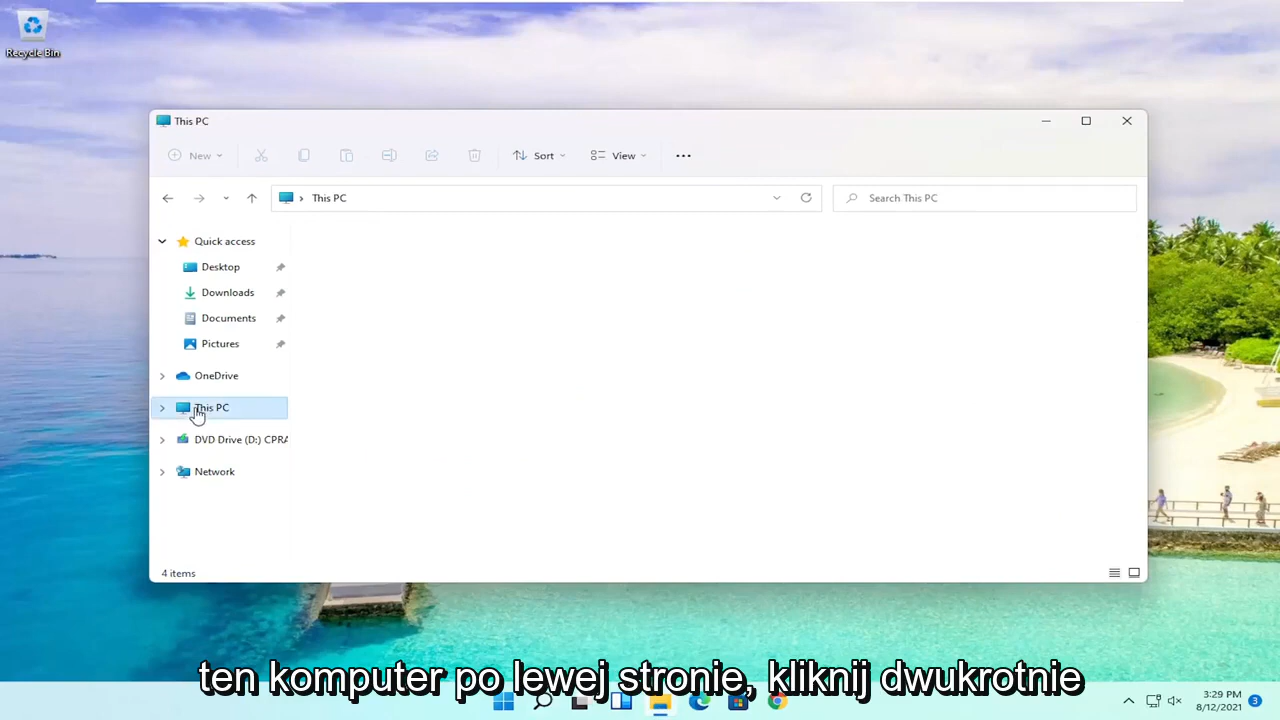 Recycle Bin
This PC
New
Sort
View
This PC
Search This PC
Quick access
Desktop
Downloads
Documents
Pictures
OneDrive
This PC
DVD Drive (D:) CPRA
Network
4 items
ten komputer po lewej stronie, kliknij dwukrotnie
3:29 PM
8/12/2021
3